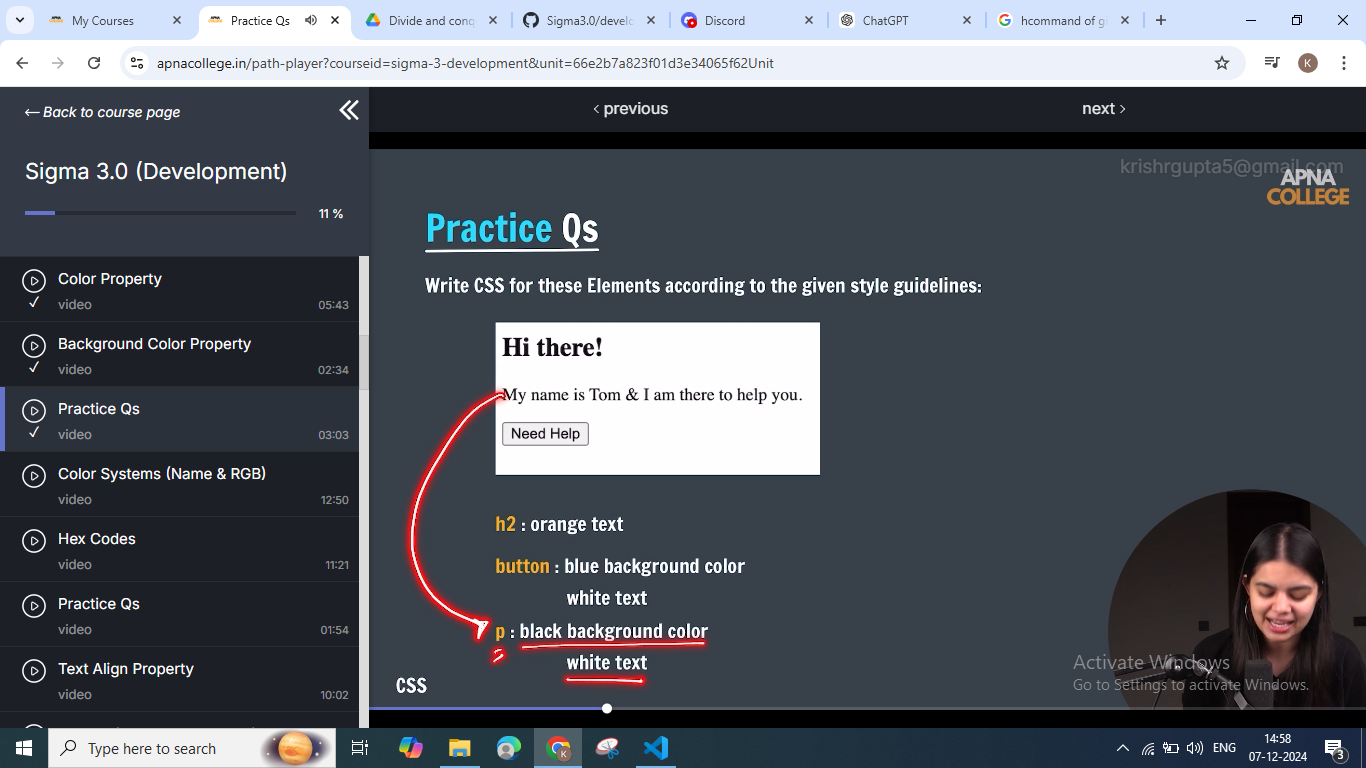 My Courses
Practice Qs
Divide and conq
Sigma3.0/develo
Discord
ChatGPT
hcommand of gi
apnacollege.in/path-player?courseid=sigma-3-development&unit=66e2b7a823f01d3e34065f62Unit
K
← Back to course page
Sigma 3.0 (Development)
11 %
Color Property
video 05:43
Background Color Property
video 02:34
Practice Qs
video 03:03
Color Systems (Name & RGB)
video 12:50
Hex Codes
video 11:21
Practice Qs
video 01:54
Text Align Property
video 10:02
‹ previous
next ›
krishrgupta5@gmail.com
APNA
COLLEGE
Practice Qs
Write CSS for these Elements according to the given style guidelines:
Hi there!
My name is Tom & I am there to help you.
Need Help
h2 : orange text
button : blue background color
white text
p : black background color
white text
CSS
Activate Windows
Go to Settings to activate Windows.
Type here to search
K
ENG
14:58
07-12-2024
3